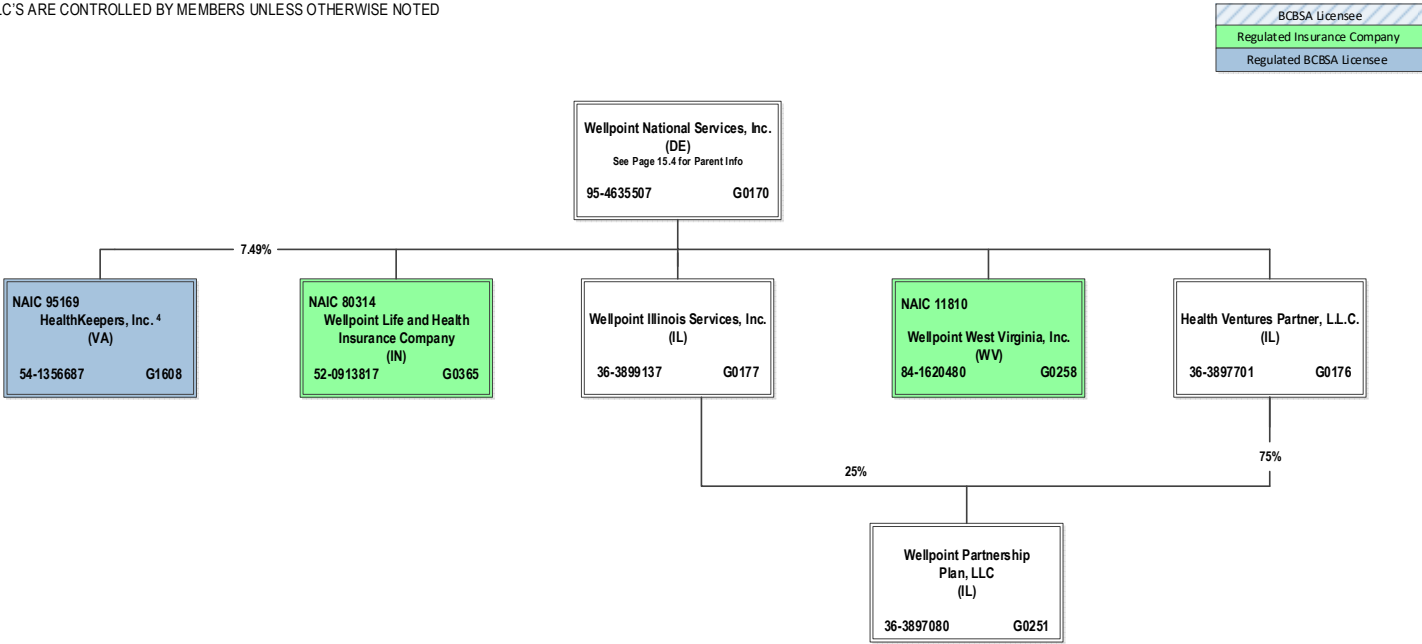 LC'S ARE CONTROLLED BY MEMBERS UNLESS OTHERWISE NOTED
BCBSA Licensee
Regulated Insurance Company
Regulated BCBSA Licensee
Wellpoint National Services, Inc.
(DE)
See Page 15.4 for Parent Info
95-4635507 G0170
7.49%
NAIC 95169
HealthKeepers, Inc. ⁴
(VA)
54-1356687 G1608
NAIC 80314
Wellpoint Life and Health
Insurance Company
(IN)
52-0913817 G0365
Wellpoint Illinois Services, Inc.
(IL)
36-3899137 G0177
NAIC 11810
Wellpoint West Virginia, Inc.
(WV)
84-1620480 G0258
Health Ventures Partner, L.L.C.
(IL)
36-3897701 G0176
25%
75%
Wellpoint Partnership
Plan, LLC
(IL)
36-3897080 G0251